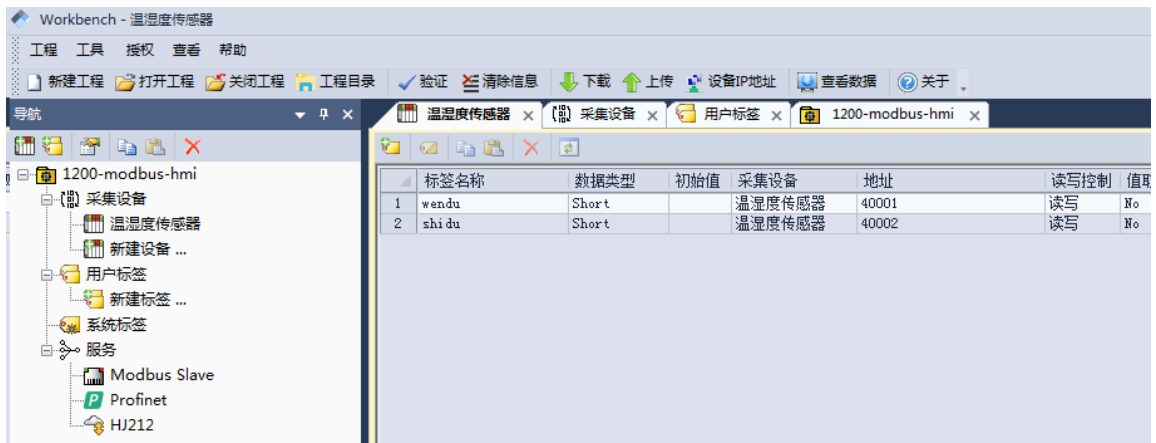 Workbench - 温湿度传感器
工程 工具 授权 查看 帮助
新建工程 打开工程 关闭工程 工程目录 验证 清除信息 下载 上传 设备IP地址 查看数据 关于
导航
温湿度传感器 采集设备 用户标签 1200-modbus-hmi
1200-modbus-hmi
采集设备
温湿度传感器
新建设备 ...
用户标签
新建标签 ...
系统标签
服务
Modbus Slave
Profinet
HJ212
标签名称 数据类型 初始值 采集设备 地址 读写控制 值取
1 wendu Short 温湿度传感器 40001 读写 No
2 shidu Short 温湿度传感器 40002 读写 No